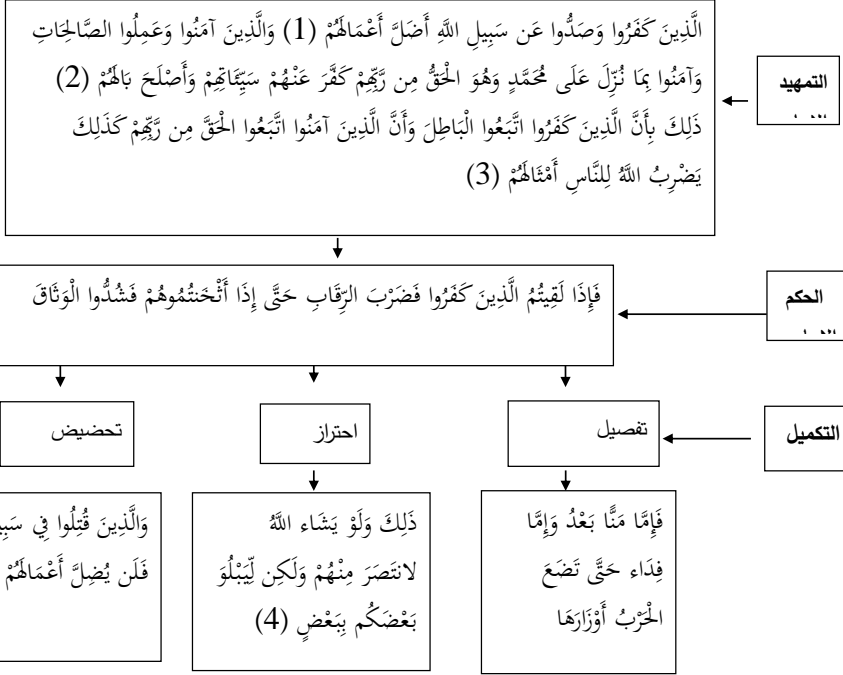 الَّذِينَ كَفَرُوا وَصَدُّوا عَن سَبِيلِ اللَّهِ أَضَلَّ أَعْمَالَهُمْ (1) وَالَّذِينَ آمَنُوا وَعَمِلُوا الصَّالِحَاتِ
وَآمَنُوا بِمَا نُزِّلَ عَلَى مُحَمَّدٍ وَهُوَ الْحَقُّ مِن رَّبِّهِمْ كَفَّرَ عَنْهُمْ سَيِّئَاتِهِمْ وَأَصْلَحَ بَالَهُمْ (2)
ذَلِكَ بِأَنَّ الَّذِينَ كَفَرُوا اتَّبَعُوا الْبَاطِلَ وَأَنَّ الَّذِينَ آمَنُوا اتَّبَعُوا الْحَقَّ مِن رَّبِّهِمْ كَذَلِكَ
يَضْرِبُ اللَّهُ لِلنَّاسِ أَمْثَالَهُمْ (3)
التمهيد
فَإِذَا لَقِيتُمُ الَّذِينَ كَفَرُوا فَضَرْبَ الرِّقَابِ حَتَّى إِذَا أَثْخَنتُمُوهُمْ فَشُدُّوا الْوَثَاقَ
الحكم
التكميل
تفصيل
احتراز
تحضيض
فَإِمَّا مَنًّا بَعْدُ وَإِمَّا
فِدَاء حَتَّى تَضَعَ
الْحَرْبُ أَوْزَارَهَا
ذَلِكَ وَلَوْ يَشَاء اللَّهُ
لانتَصَرَ مِنْهُمْ وَلَكِن لِّيَبْلُوَ
بَعْضَكُم بِبَعْضٍ (4)
وَالَّذِينَ قُتِلُوا فِي
فَلَن يُضِلَّ أَعْمَالَهُمْ